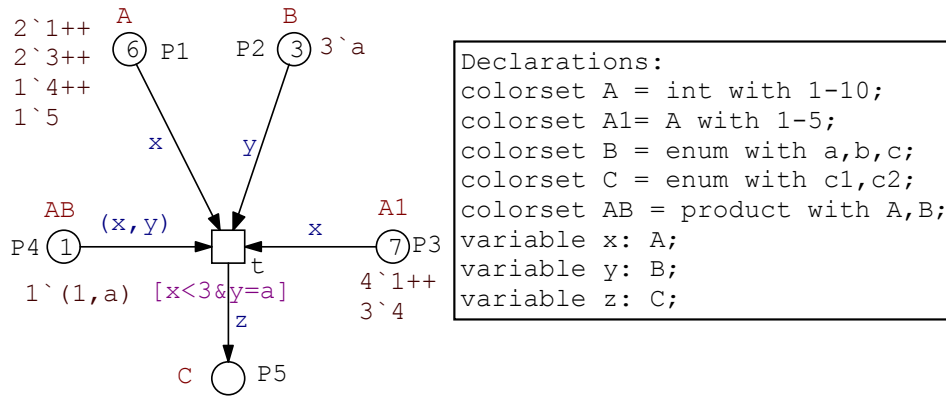 A
B
2`1++
2`3++
1`4++
1`5
6
P1
P2
3
3`a
x
y
AB
(x,y)
A1
x
P4
1
7
P3
t
1`(1,a)
[x<3&y=a]
4`1++
3`4
z
C
P5
Declarations:
colorset A = int with 1-10;
colorset A1= A with 1-5;
colorset B = enum with a,b,c;
colorset C = enum with c1,c2;
colorset AB = product with A,B;
variable x: A;
variable y: B;
variable z: C;